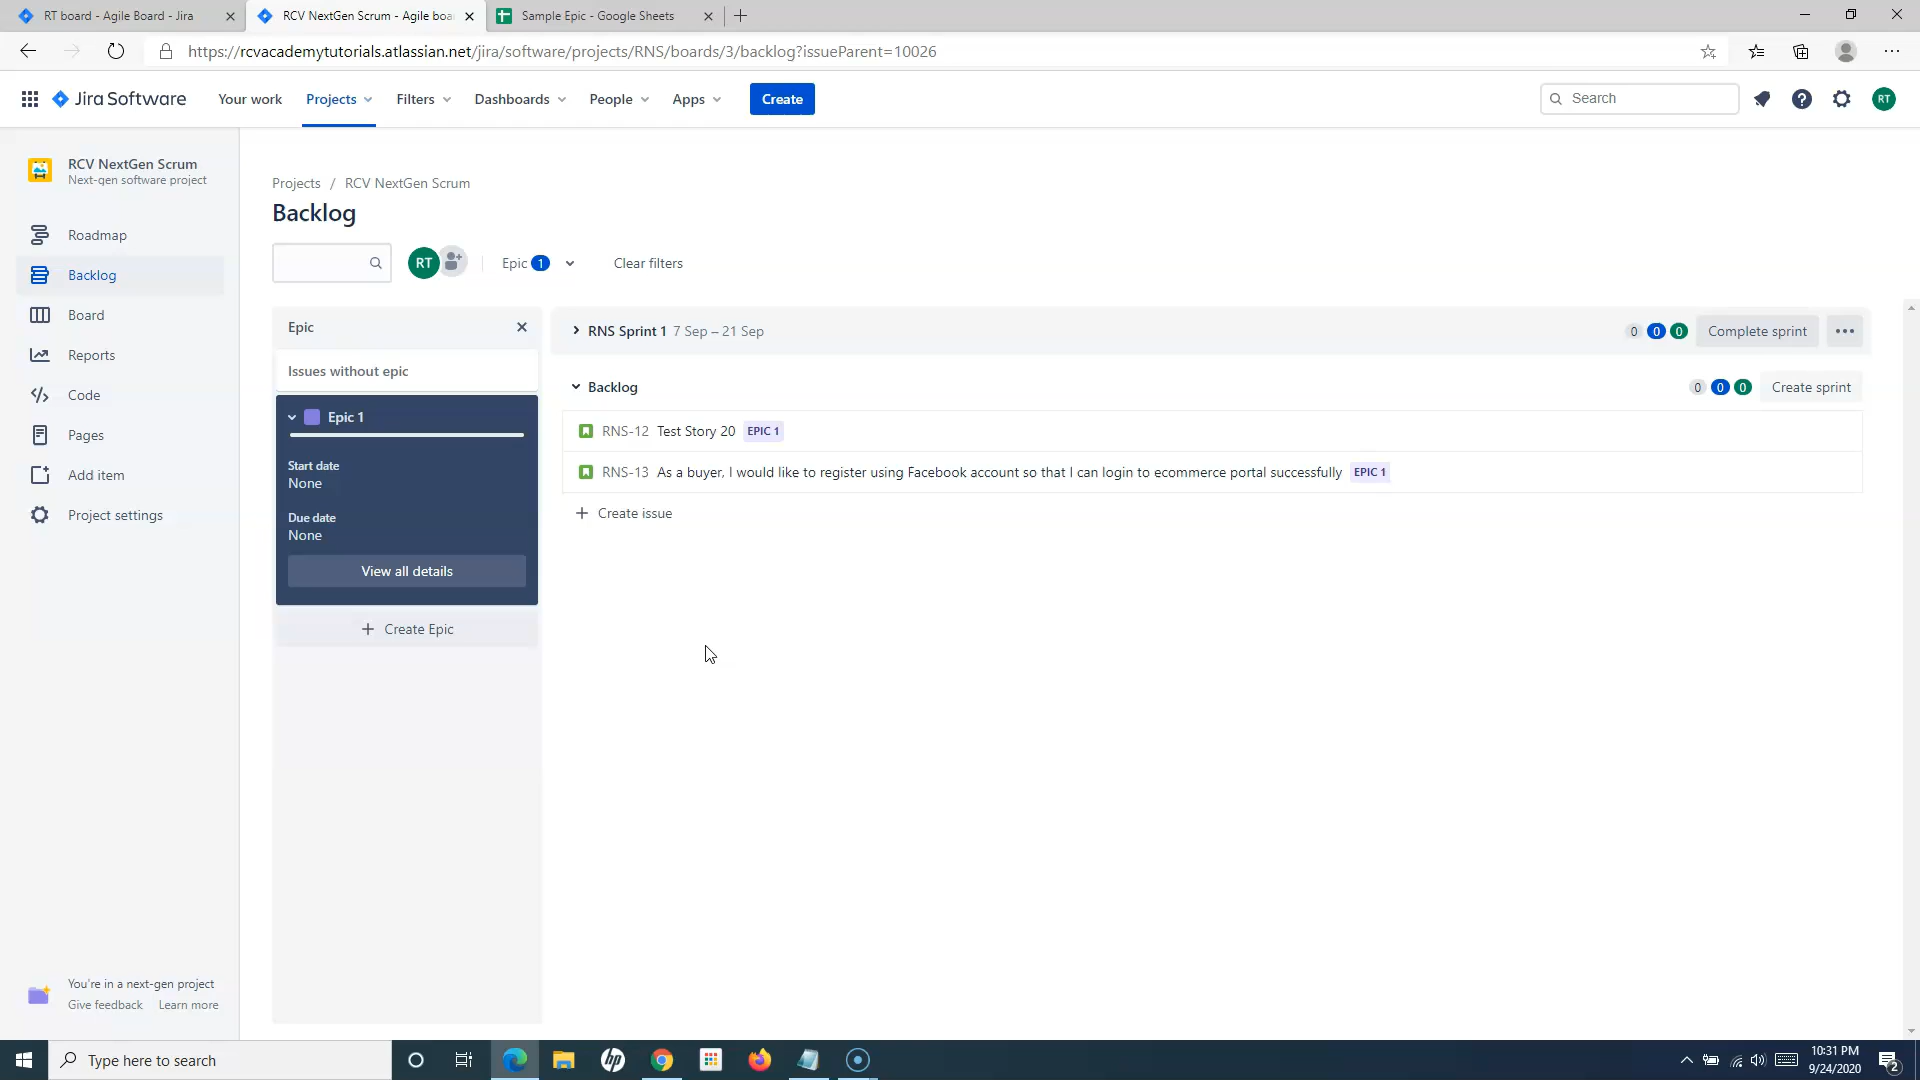 RT board - Agile Board - Jira
RCV NextGen Scrum - Agile boa
Sample Epic - Google Sheets
https://rcvacademytutorials.atlassian.net/jira/software/projects/RNS/boards/3/backlog?issueParent=10026
Jira Software
Your work
Projects
Filters
Dashboards
People
Apps
Create
Search
RT
RCV NextGen Scrum
Next-gen software project
Roadmap
Backlog
Board
Reports
Code
Pages
Add item
Project settings
You're in a next-gen project
Give feedback Learn more
Projects / RCV NextGen Scrum
Backlog
RT
Epic 1
Clear filters
Epic
Issues without epic
Epic 1
Start date
None
Due date
None
View all details
+ Create Epic
RNS Sprint 1 7 Sep – 21 Sep
0 0 0
Complete sprint
Backlog
0 0 0
Create sprint
RNS-12 Test Story 20 EPIC 1
RNS-13 As a buyer, I would like to register using Facebook account so that I can login to ecommerce portal successfully EPIC 1
+ Create issue
Type here to search
hp
10:31 PM
9/24/2020
2